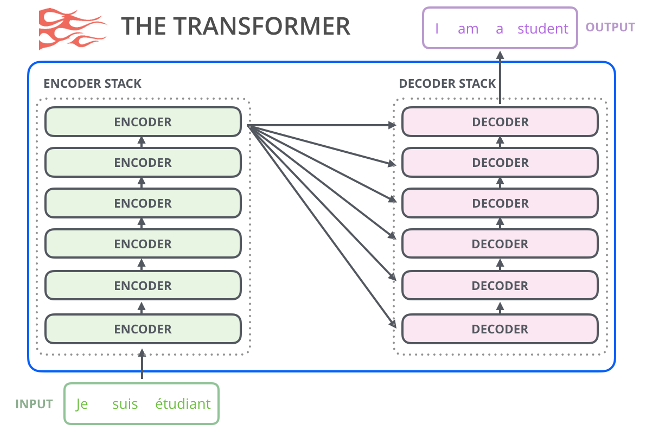 THE TRANSFORMER
I am a student
OUTPUT
ENCODER STACK
DECODER STACK
ENCODER
DECODER
ENCODER
DECODER
ENCODER
DECODER
ENCODER
DECODER
ENCODER
DECODER
ENCODER
DECODER
INPUT
Je suis étudiant